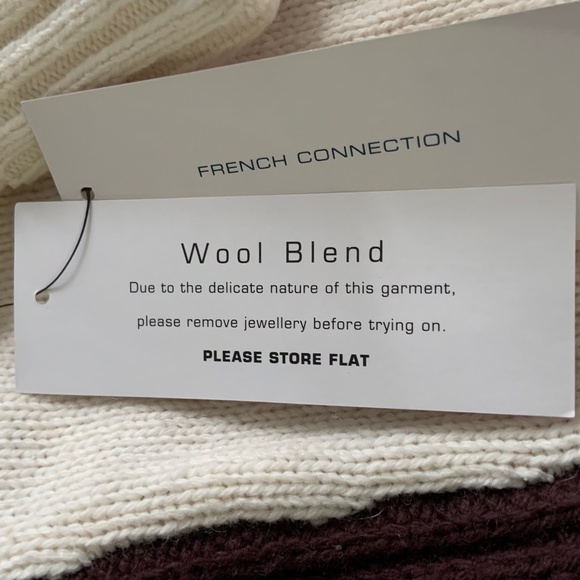 FRENCH CONNECTION
Wool Blend
Due to the delicate nature of this garment,
please remove jewellery before trying on.
PLEASE STORE FLAT